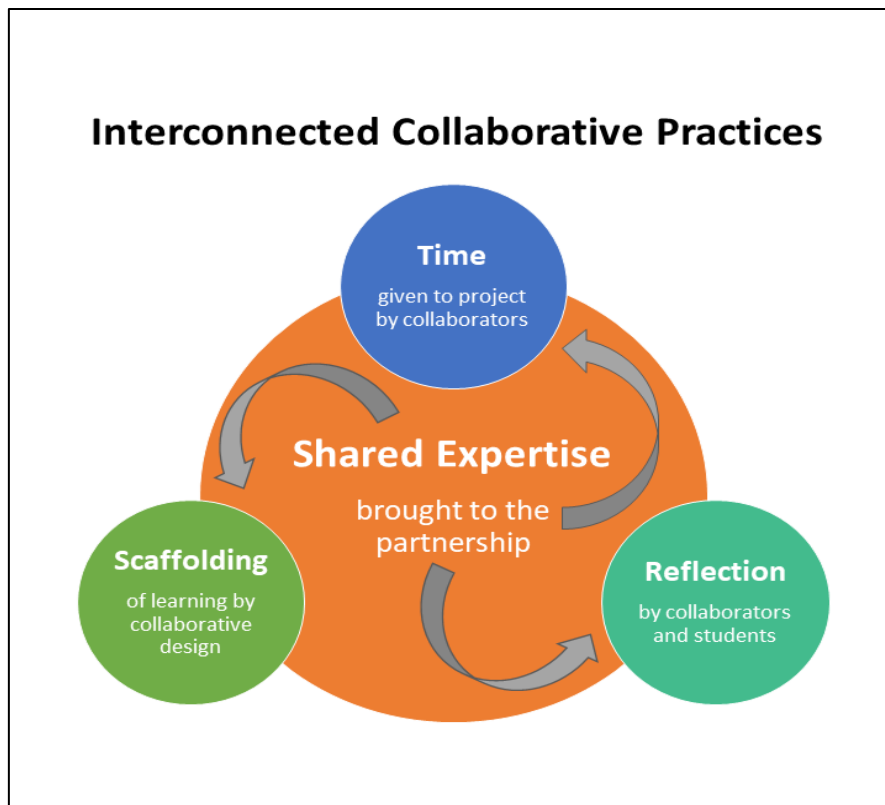 Interconnected Collaborative Practices
Time
given to project
by collaborators
Shared Expertise
brought to the
partnership
Scaffolding
of learning by
collaborative
design
Reflection
by collaborators
and students